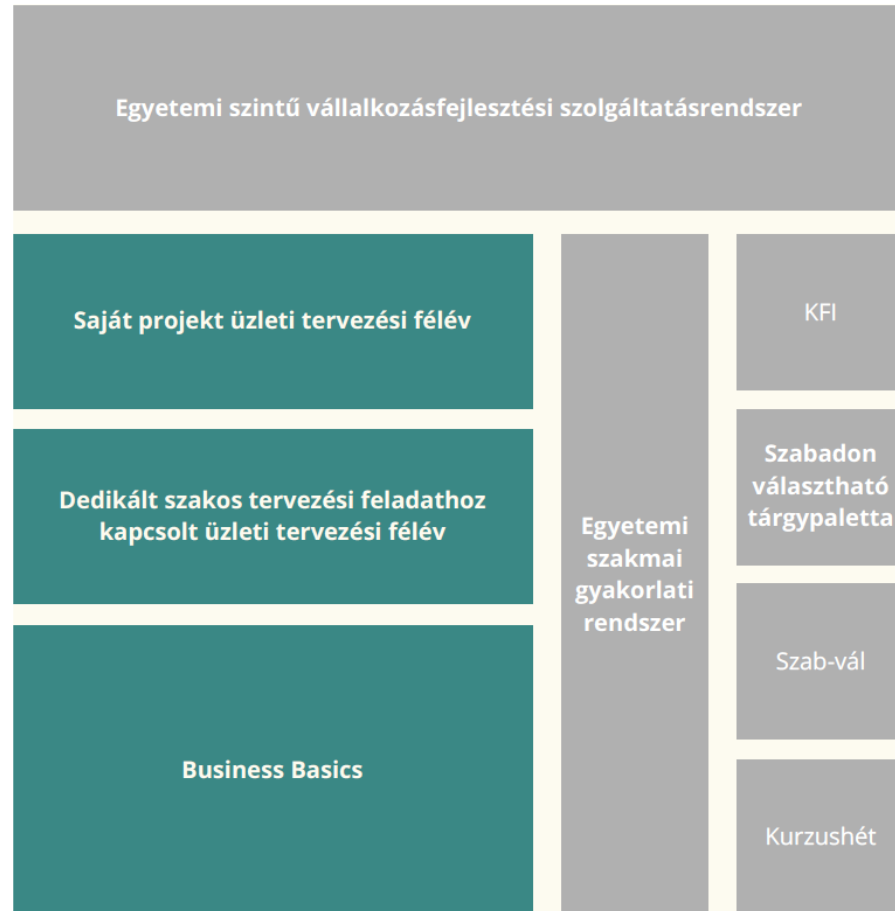 Egyetemi szintű vállalkozásfejlesztési szolgáltatásrendszer
Saját projekt üzleti tervezési félév
Dedikált szakos tervezési feladathoz
kapcsolt üzleti tervezési félév
Business Basics
Egyetemi
szakmai
gyakorlati
rendszer
KFI
Szabadon
választható
tárgypaletta
Szab-vál
Kurzushét